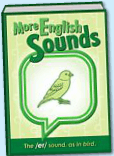 More English
Sounds
The /er/ sound, as in bird.